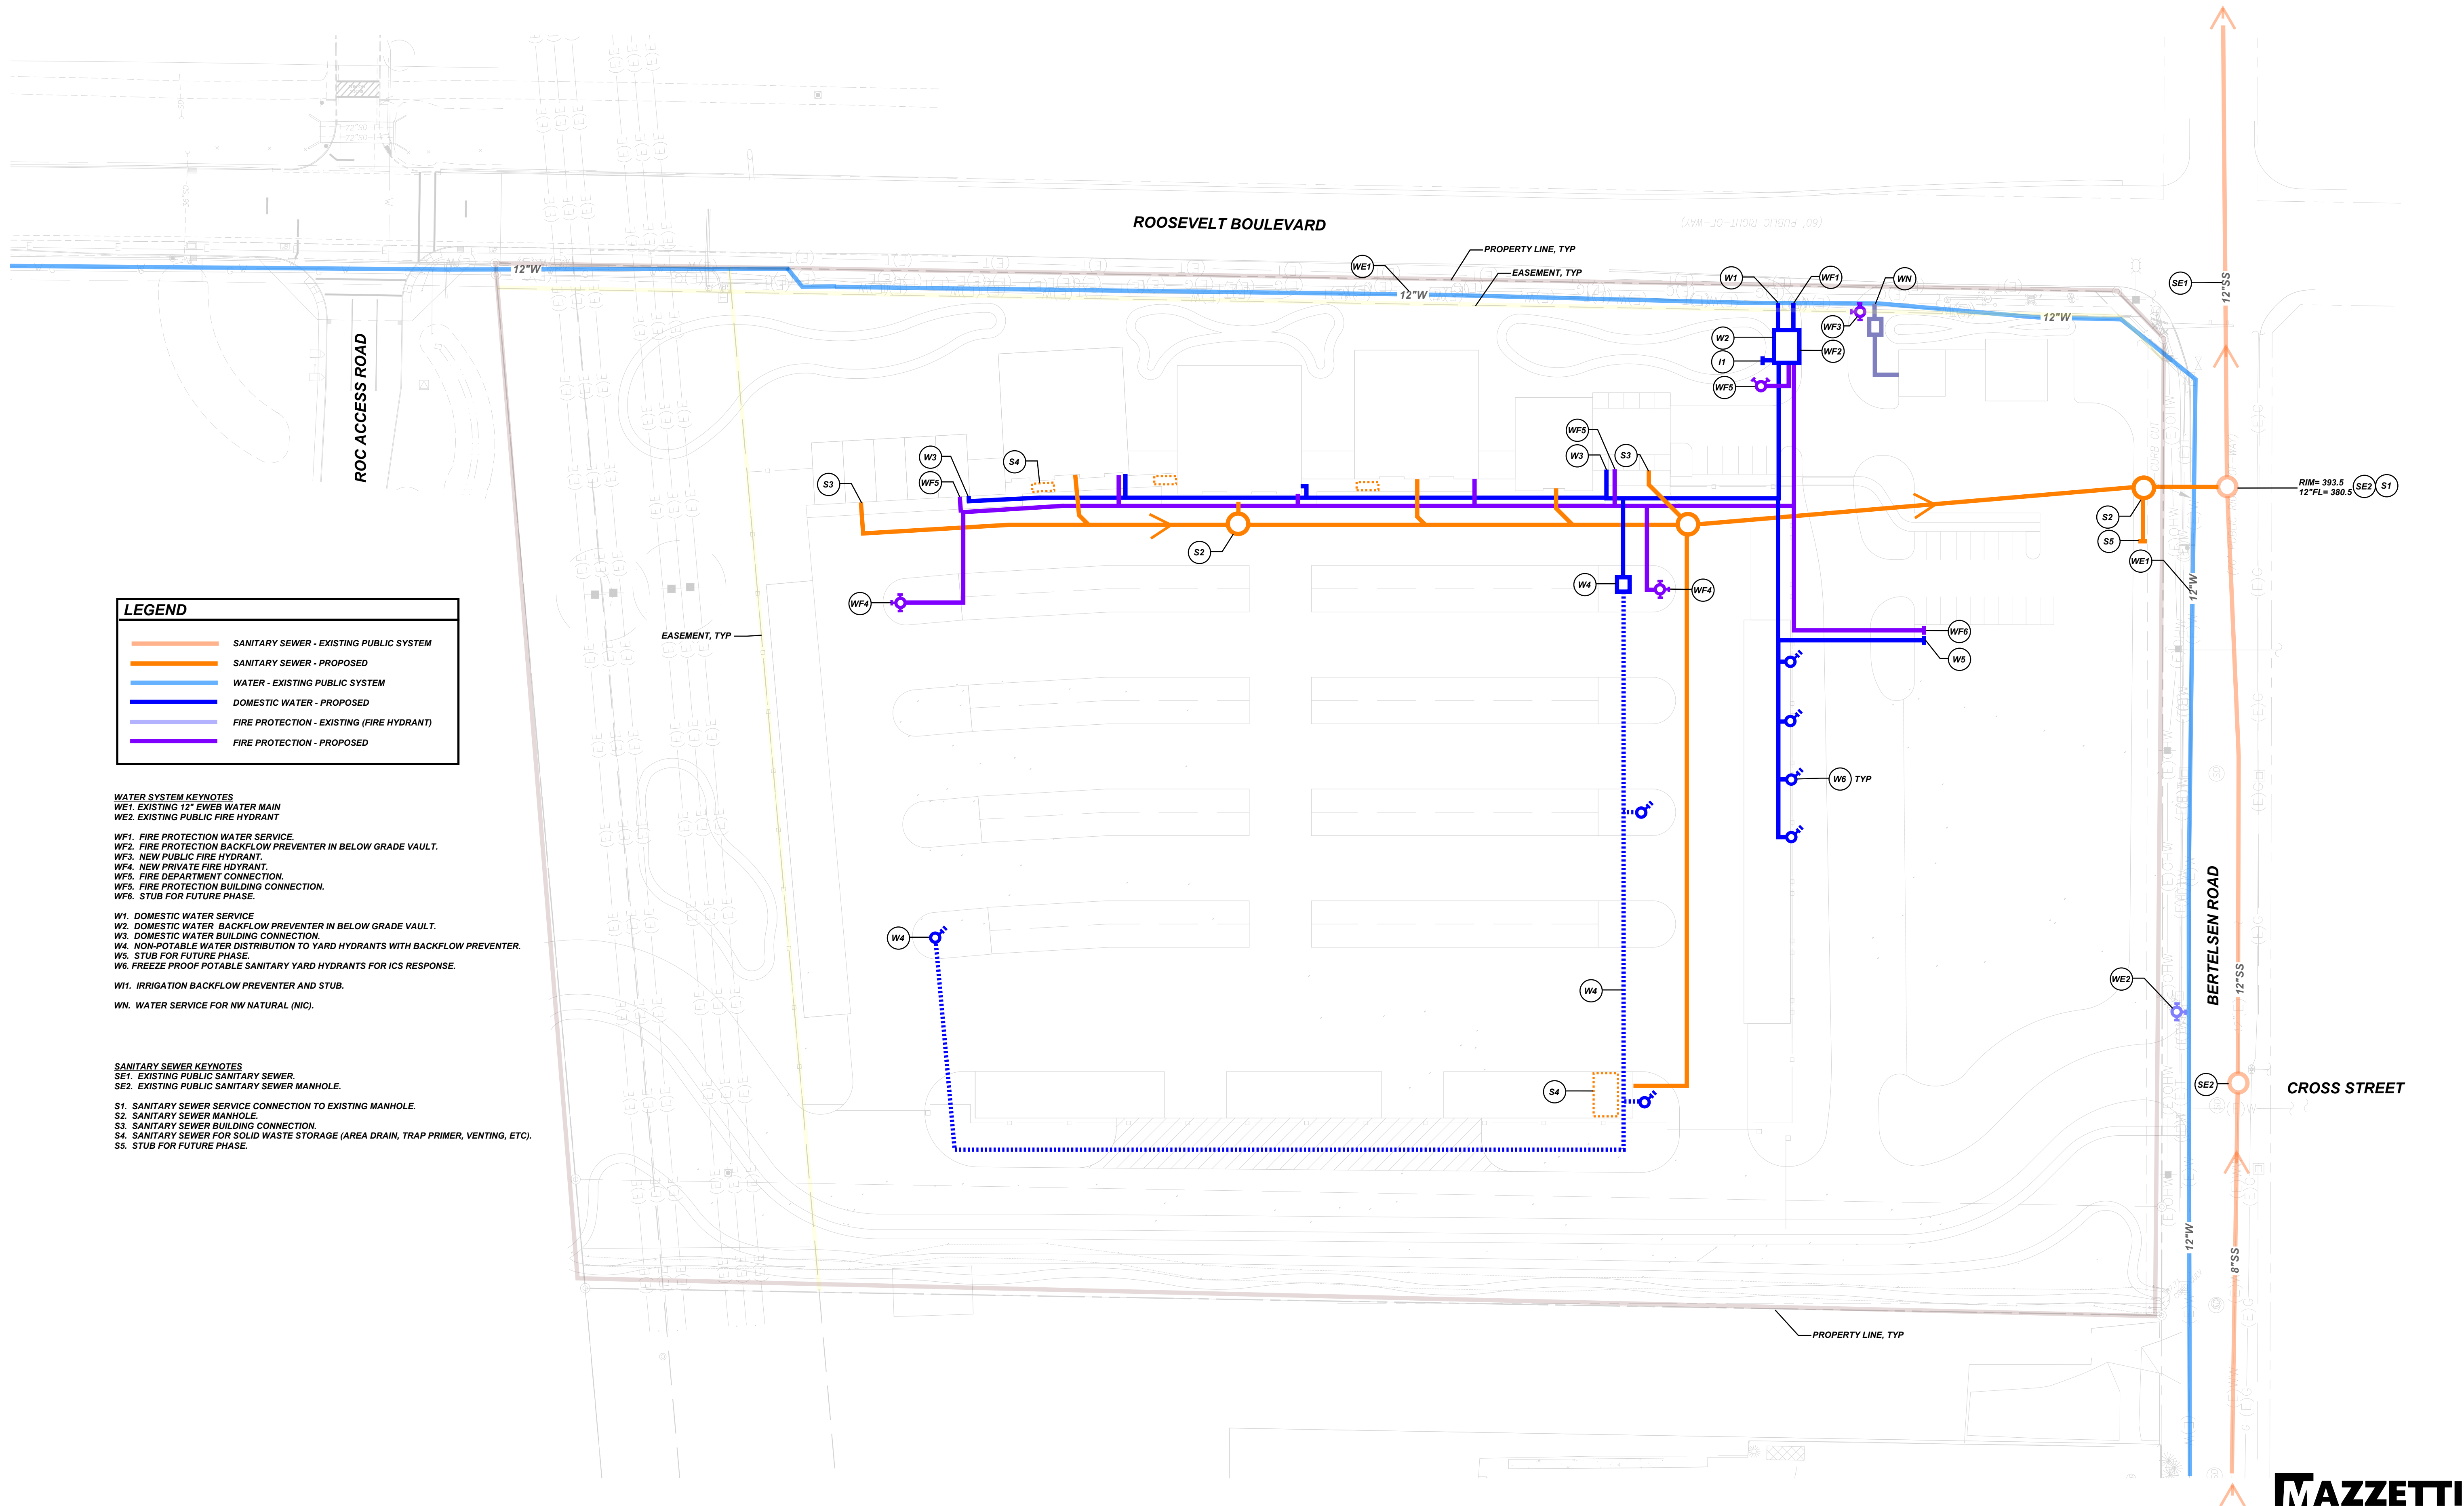 ROOSEVELT BOULEVARD
(60' PUBLIC RIGHT-OF-WAY)
PROPERTY LINE, TYP
EASEMENT, TYP
WE1
W1
WF1
WN
SE1
12"SS
12"W
12"W
12"W
W2
WF3
WF2
I1
WF5
ROC ACCESS ROAD
WF5
W3
S3
W3
S4
WF5
S3
RIM= 393.5
12"FL= 380.5
SE2
S1
S2
S5
S2
WE1
12"W
CURB CUT
W4
WF4
WF4
WF6
W5
EASEMENT, TYP
W6 TYP
LEGEND
SANITARY SEWER - EXISTING PUBLIC SYSTEM
SANITARY SEWER - PROPOSED
WATER - EXISTING PUBLIC SYSTEM
DOMESTIC WATER - PROPOSED
FIRE PROTECTION - EXISTING (FIRE HYDRANT)
FIRE PROTECTION - PROPOSED
WATER SYSTEM KEYNOTES
WE1. EXISTING 12" EWEB WATER MAIN
WE2. EXISTING PUBLIC FIRE HYDRANT
WF1. FIRE PROTECTION WATER SERVICE.
WF2. FIRE PROTECTION BACKFLOW PREVENTER IN BELOW GRADE VAULT.
WF3. NEW PUBLIC FIRE HYDRANT.
WF4. NEW PRIVATE FIRE HDYRANT.
WF5. FIRE DEPARTMENT CONNECTION.
WF5. FIRE PROTECTION BUILDING CONNECTION.
WF6. STUB FOR FUTURE PHASE.
W1. DOMESTIC WATER SERVICE
W2. DOMESTIC WATER BACKFLOW PREVENTER IN BELOW GRADE VAULT.
W3. DOMESTIC WATER BUILDING CONNECTION.
W4. NON-POTABLE WATER DISTRIBUTION TO YARD HYDRANTS WITH BACKFLOW PREVENTER.
W5. STUB FOR FUTURE PHASE.
W6. FREEZE PROOF POTABLE SANITARY YARD HYDRANTS FOR ICS RESPONSE.
WI1. IRRIGATION BACKFLOW PREVENTER AND STUB.
WN. WATER SERVICE FOR NW NATURAL (NIC).
SANITARY SEWER KEYNOTES
SE1. EXISTING PUBLIC SANITARY SEWER.
SE2. EXISTING PUBLIC SANITARY SEWER MANHOLE.
S1. SANITARY SEWER SERVICE CONNECTION TO EXISTING MANHOLE.
S2. SANITARY SEWER MANHOLE.
S3. SANITARY SEWER BUILDING CONNECTION.
S4. SANITARY SEWER FOR SOLID WASTE STORAGE (AREA DRAIN, TRAP PRIMER, VENTING, ETC).
S5. STUB FOR FUTURE PHASE.
W4
W4
S4
WE2
BERTELSEN ROAD
12"SS
SE2
CROSS STREET
12"W
8"SS
PROPERTY LINE, TYP
MAZZETTI